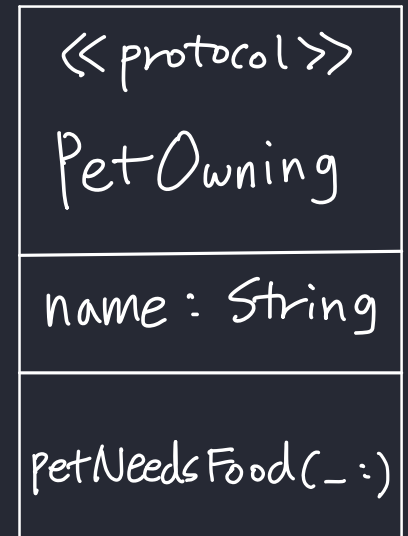 <<protocol>>
PetOwning
name: String
petNeedsFood(_:)